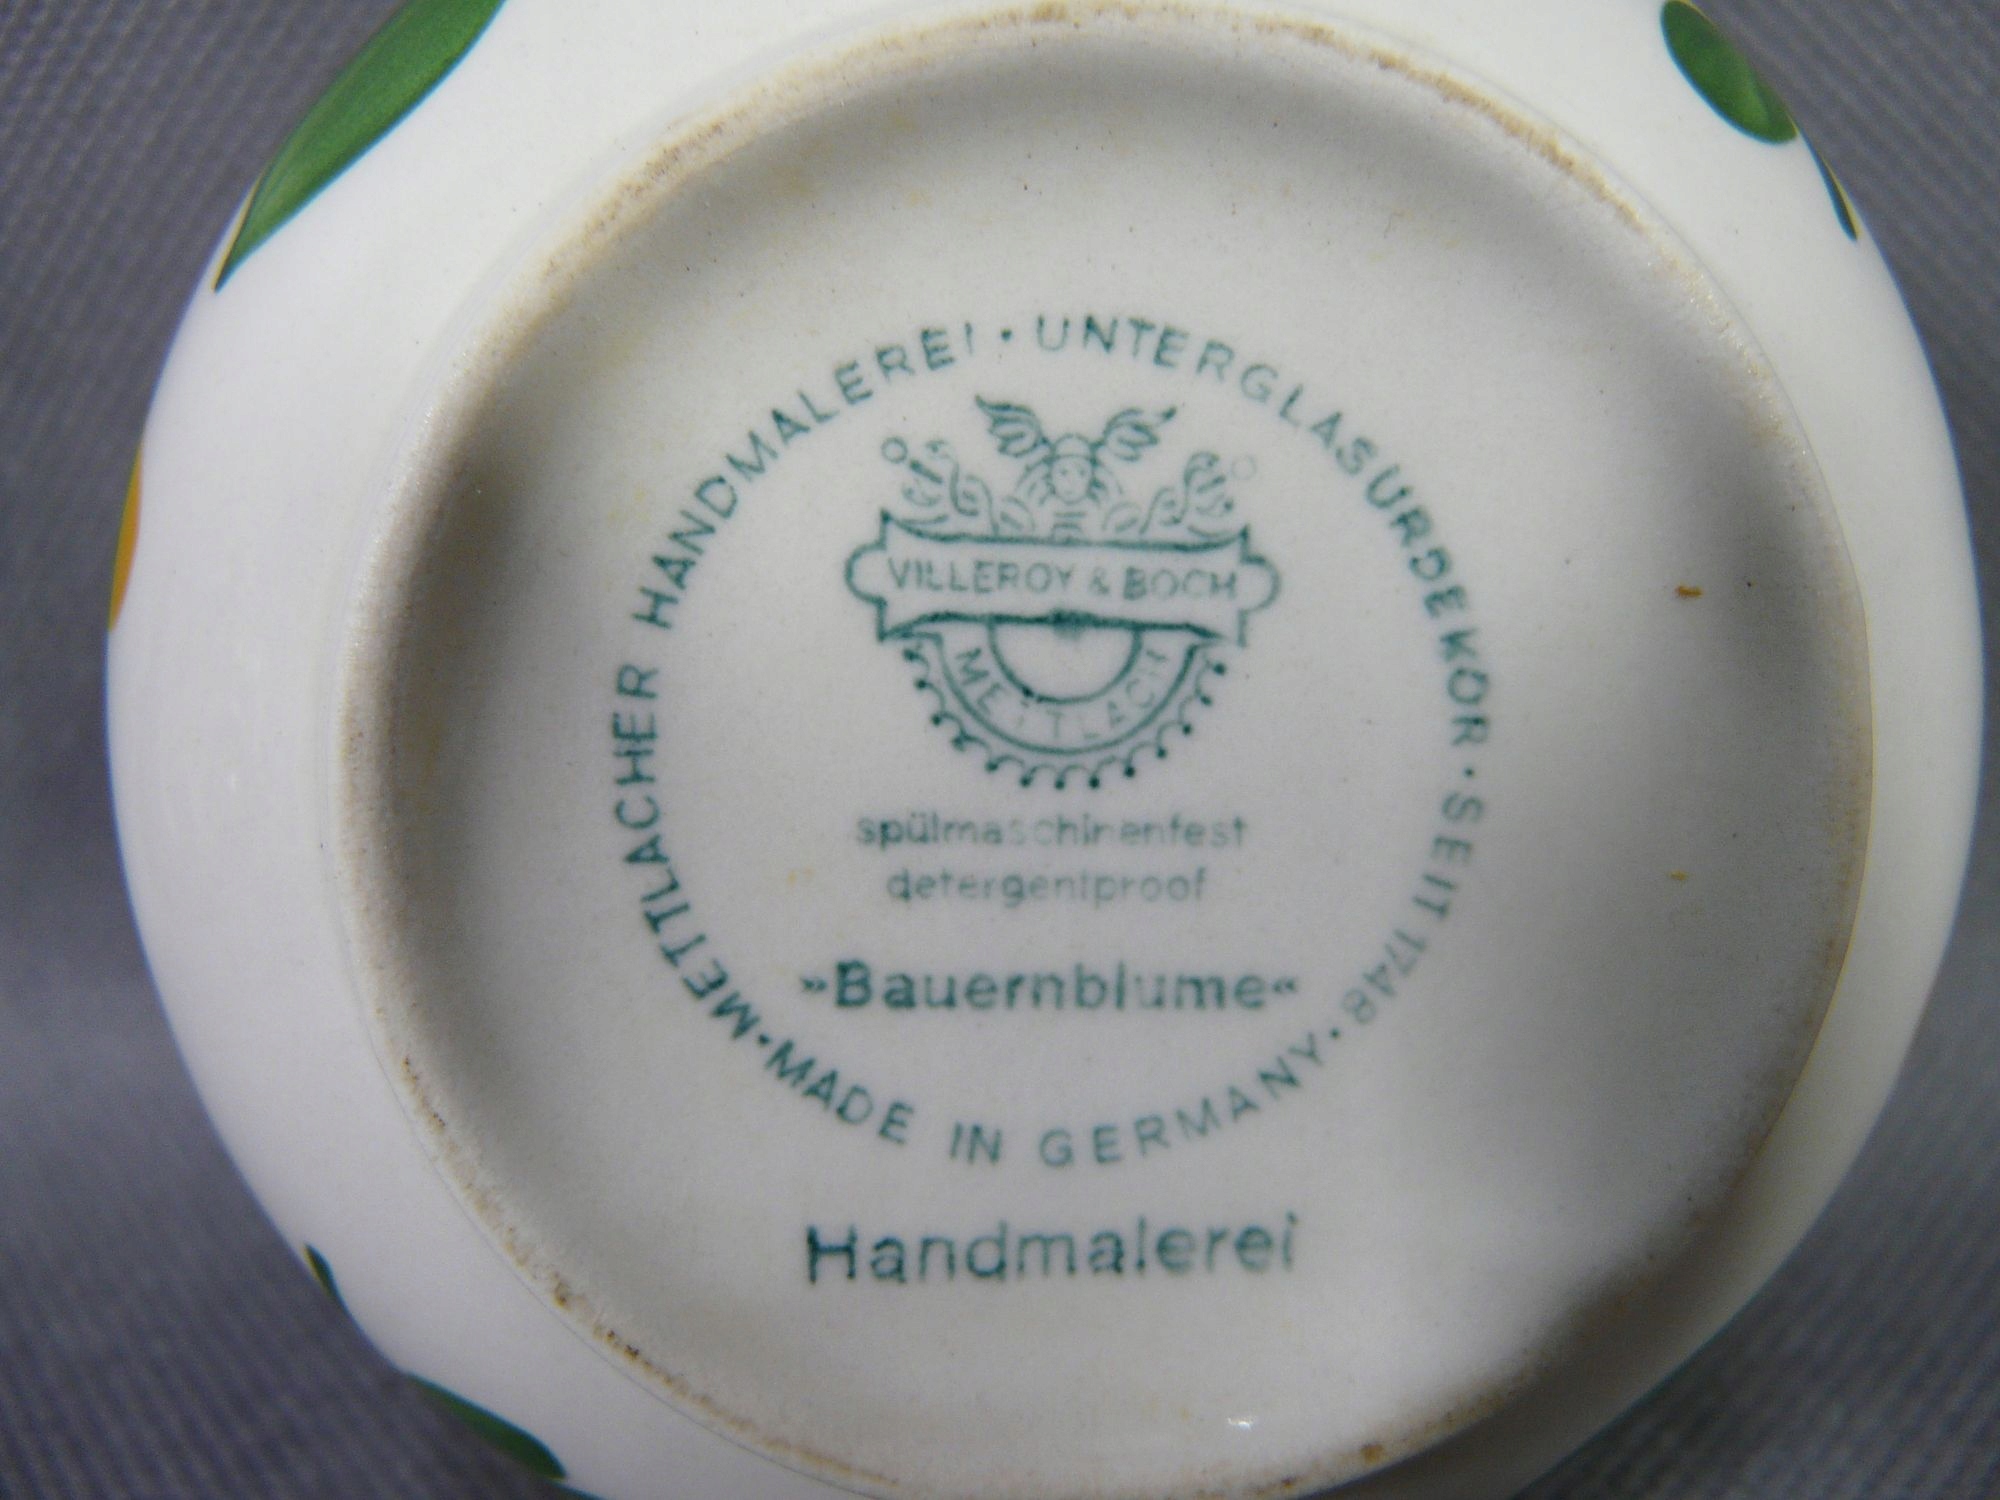 METTLACHER HANDMALEREI · UNTERGLASURDEKOR · SEIT 1748 · MADE IN GERMANY ·
VILLEROY & BOCH
METTLACH
spülmaschinenfest
detergentproof
»Bauernblume«
Handmalerei